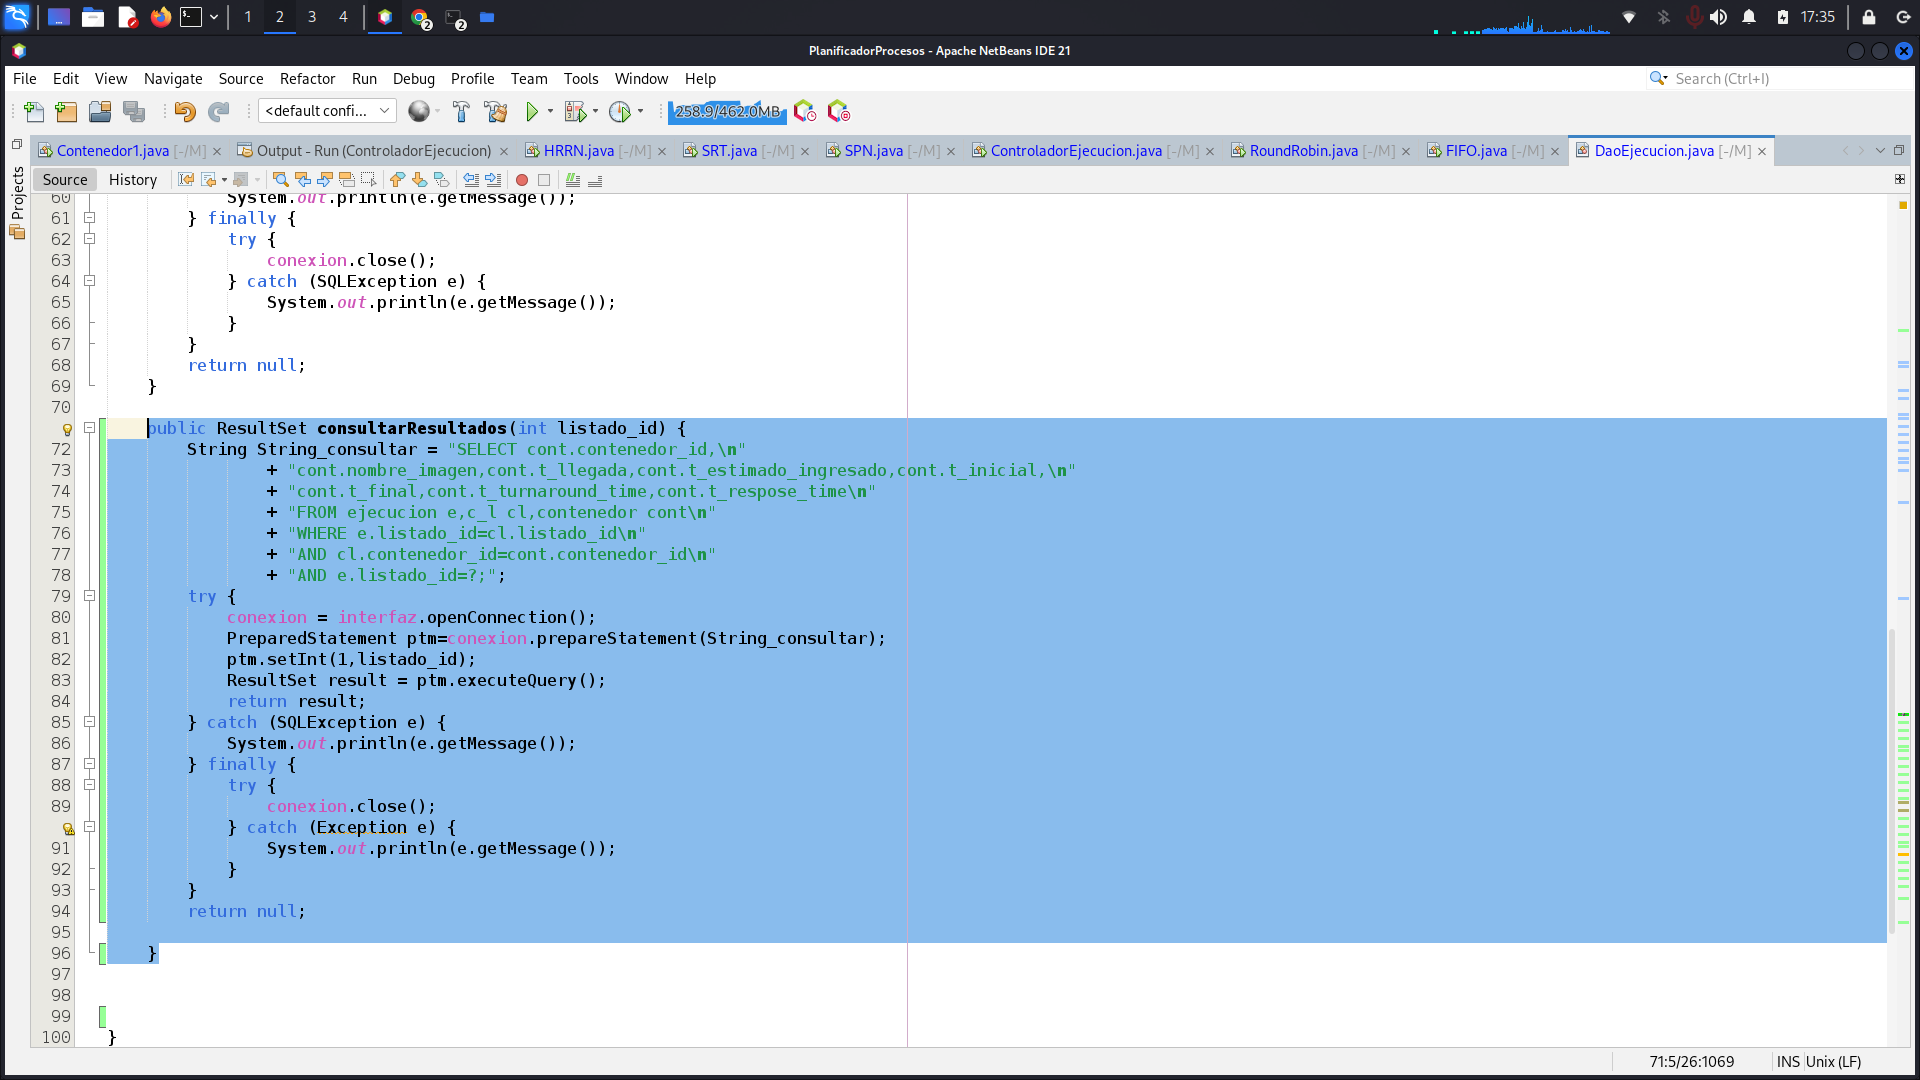 1 2 3 4 2 2 17:35
PlanificadorProcesos - Apache NetBeans IDE 21
File Edit View Navigate Source Refactor Run Debug Profile Team Tools Window Help Search (Ctrl+I)
<default confi... 258.9/462.0MB
Contenedor1.java [-/M] Output - Run (ControladorEjecucion) HRRN.java [-/M] SRT.java [-/M] SPN.java [-/M] ControladorEjecucion.java [-/M] RoundRobin.java [-/M] FIFO.java [-/M] DaoEjecucion.java [-/M]
Projects
Source History
60 System.out.println(e.getMessage());
61 } finally {
62 try {
63 conexion.close();
64 } catch (SQLException e) {
65 System.out.println(e.getMessage());
66 }
67 }
68 return null;
69 }
70
public ResultSet consultarResultados(int listado_id) {
72 String String_consultar = "SELECT cont.contenedor_id,\n"
73 + "cont.nombre_imagen,cont.t_llegada,cont.t_estimado_ingresado,cont.t_inicial,\n"
74 + "cont.t_final,cont.t_turnaround_time,cont.t_respose_time\n"
75 + "FROM ejecucion e,c_l cl,contenedor cont\n"
76 + "WHERE e.listado_id=cl.listado_id\n"
77 + "AND cl.contenedor_id=cont.contenedor_id\n"
78 + "AND e.listado_id=?;";
79 try {
80 conexion = interfaz.openConnection();
81 PreparedStatement ptm=conexion.prepareStatement(String_consultar);
82 ptm.setInt(1,listado_id);
83 ResultSet result = ptm.executeQuery();
84 return result;
85 } catch (SQLException e) {
86 System.out.println(e.getMessage());
87 } finally {
88 try {
89 conexion.close();
} catch (Exception e) {
91 System.out.println(e.getMessage());
92 }
93 }
94 return null;
95
96 }
97
98
99
100 }
71:5/26:1069 INS Unix (LF)